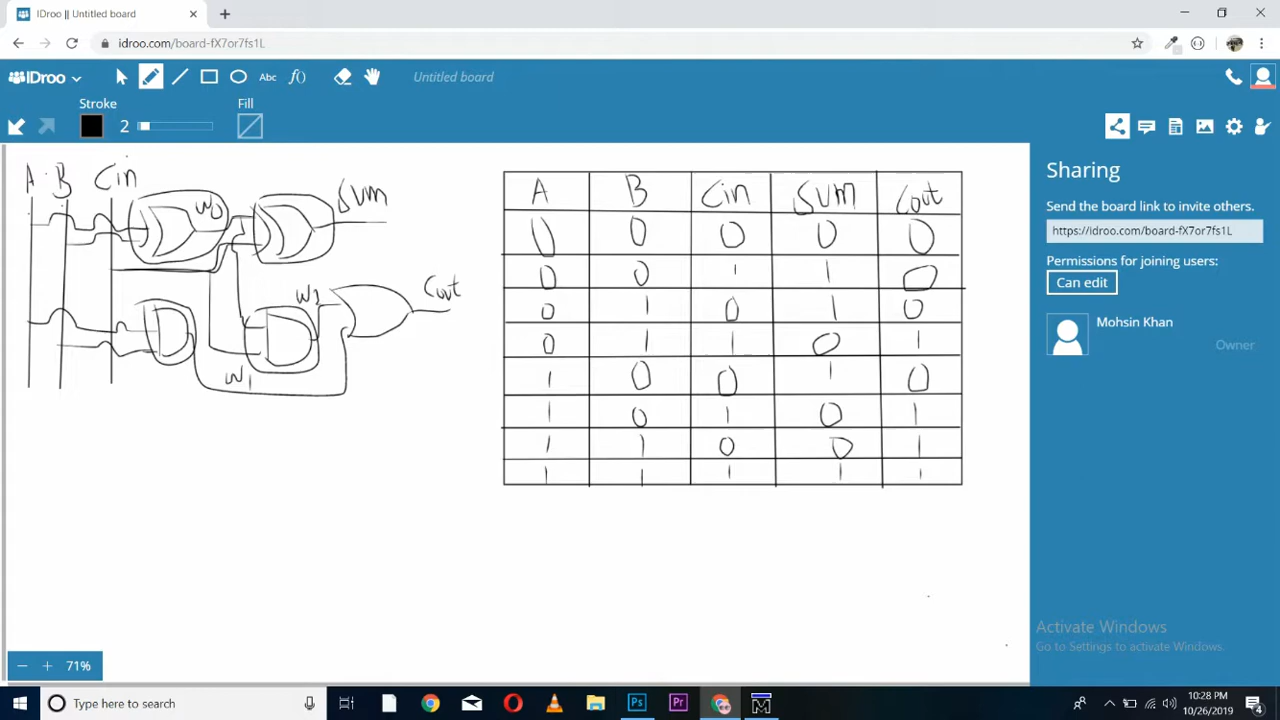 IDroo || Untitled board
idroo.com/board-fX7or7fs1L
IDroo
Abc
f()
Untitled board
Stroke
Fill
2
A B Cin
W0
Sum
W2
Cout
W1
A B Cin SUM Cout
0 0 0 0 0
0 0 1 1 0
0 1 0 1 0
0 1 1 0 1
1 0 0 1 0
1 0 1 0 1
1 1 0 0 1
1 1 1 1 1
Sharing
Send the board link to invite others.
https://idroo.com/board-fX7or7fs1L
Permissions for joining users:
Can edit
Mohsin Khan
Owner
Activate Windows
Go to Settings to activate Windows.
71%
Type here to search
Ps
Pr
10:28 PM
10/26/2019
4